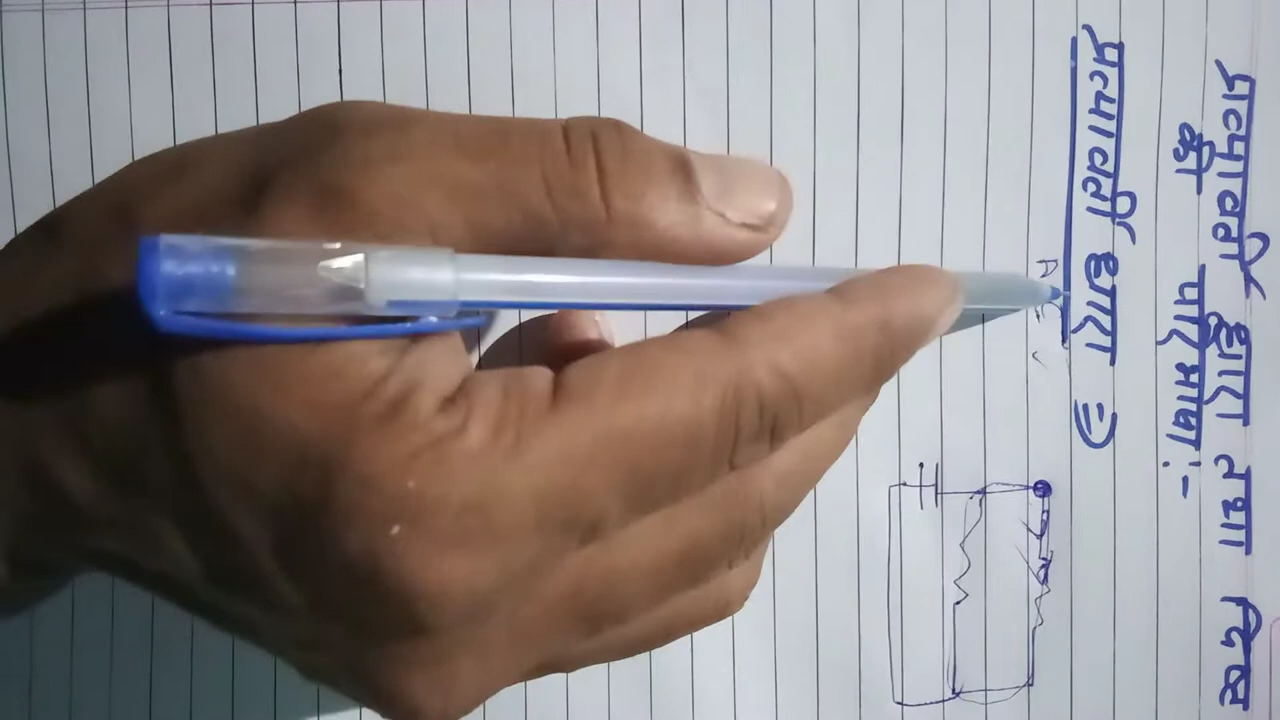 प्रत्यावर्ती धारा तथा दिष्ट
की परिभाषा:-
प्रत्यावर्ती धारा ⇒